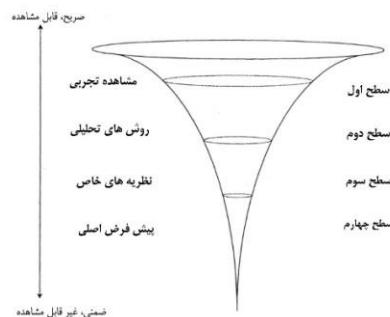 صریح، قابل مشاهده
مشاهده تجربی
سطح اول
روش های تحلیلی
سطح دوم
نظریه های خاص
سطح سوم
پیش فرض اصلی
سطح چهارم
ضمنی، غیر قابل مشاهده